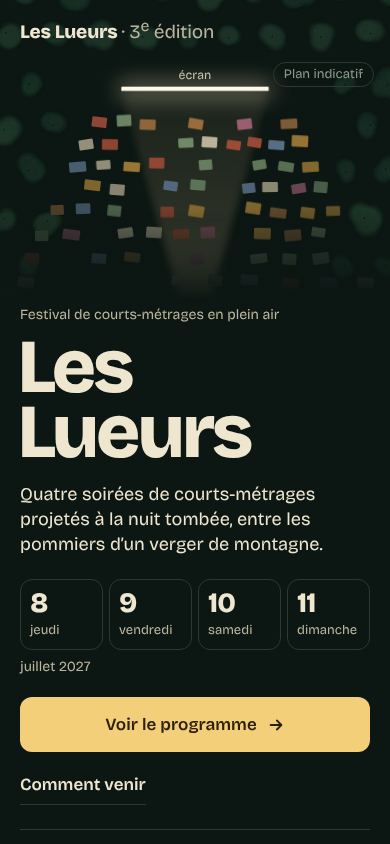 Les Lueurs · 3e édition
écran
Plan indicatif
Festival de courts-métrages en plein air
Les
Lueurs
Quatre soirées de courts-métrages
projetés à la nuit tombée, entre les
pommiers d'un verger de montagne.
8 9 10 11
jeudi vendredi samedi dimanche
juillet 2027
Voir le programme →
Comment venir